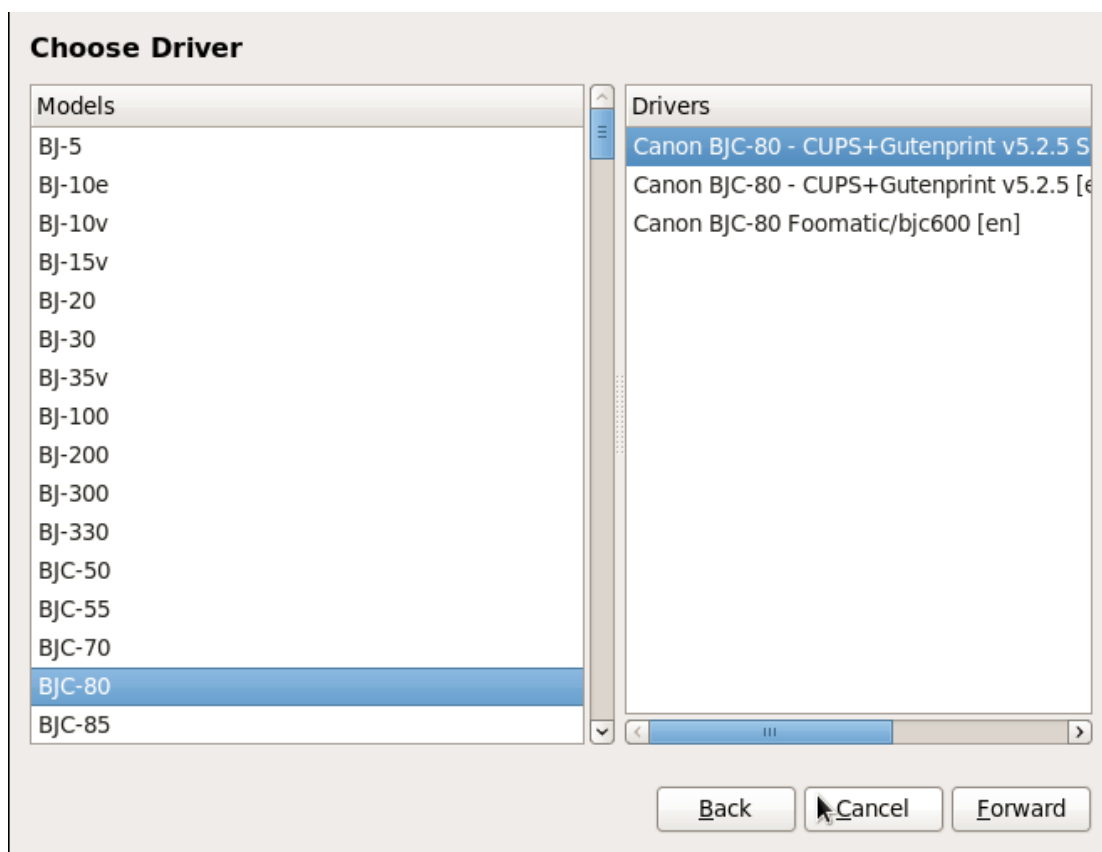 Choose Driver
Models
BJ-5
BJ-10e
BJ-10v
BJ-15v
BJ-20
BJ-30
BJ-35v
BJ-100
BJ-200
BJ-300
BJ-330
BJC-50
BJC-55
BJC-70
BJC-80
BJC-85
Drivers
Canon BJC-80 - CUPS+Gutenprint v5.2.5 S
Canon BJC-80 - CUPS+Gutenprint v5.2.5 [e
Canon BJC-80 Foomatic/bjc600 [en]
Back Cancel Forward